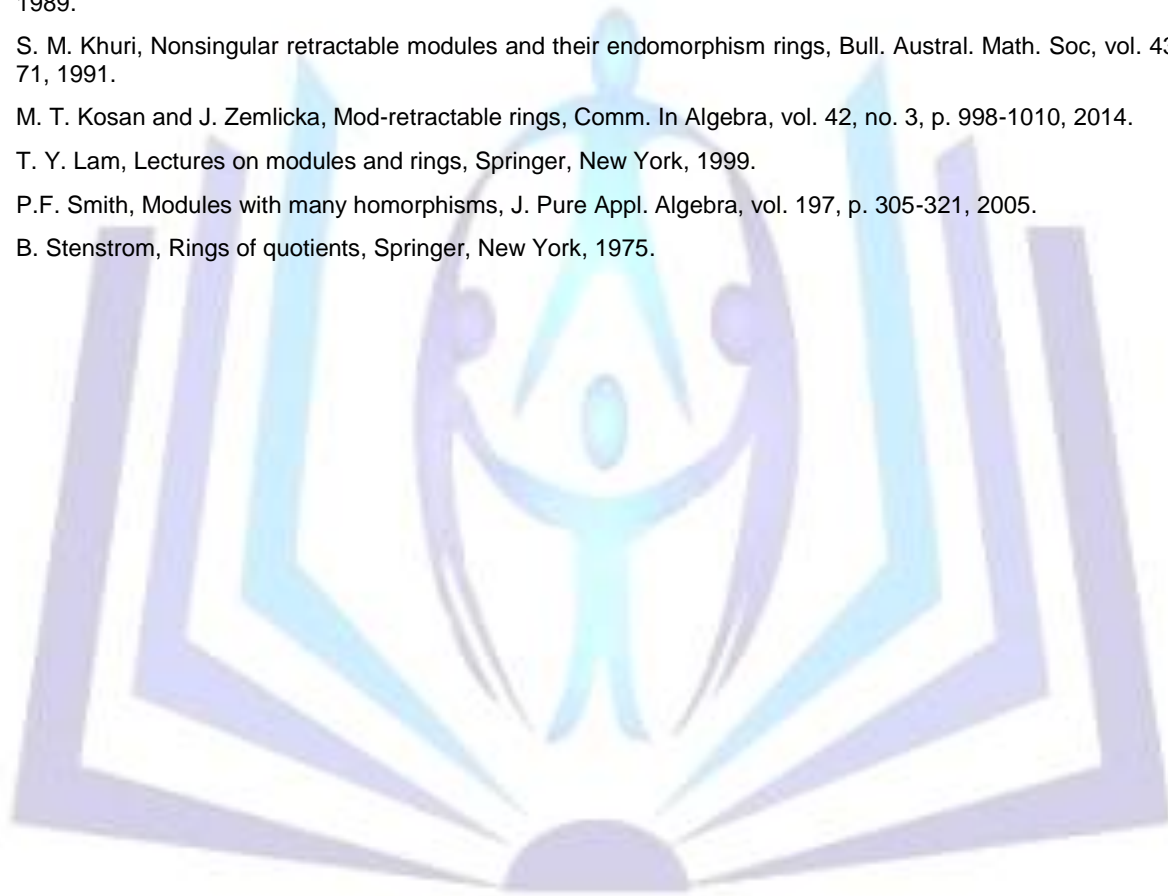 1989.
S. M. Khuri, Nonsingular retractable modules and their endomorphism rings, Bull. Austral. Math. Soc, vol. 43
71, 1991.
M. T. Kosan and J. Zemlicka, Mod-retractable rings, Comm. In Algebra, vol. 42, no. 3, p. 998-1010, 2014.
T. Y. Lam, Lectures on modules and rings, Springer, New York, 1999.
P.F. Smith, Modules with many homorphisms, J. Pure Appl. Algebra, vol. 197, p. 305-321, 2005.
B. Stenstrom, Rings of quotients, Springer, New York, 1975.